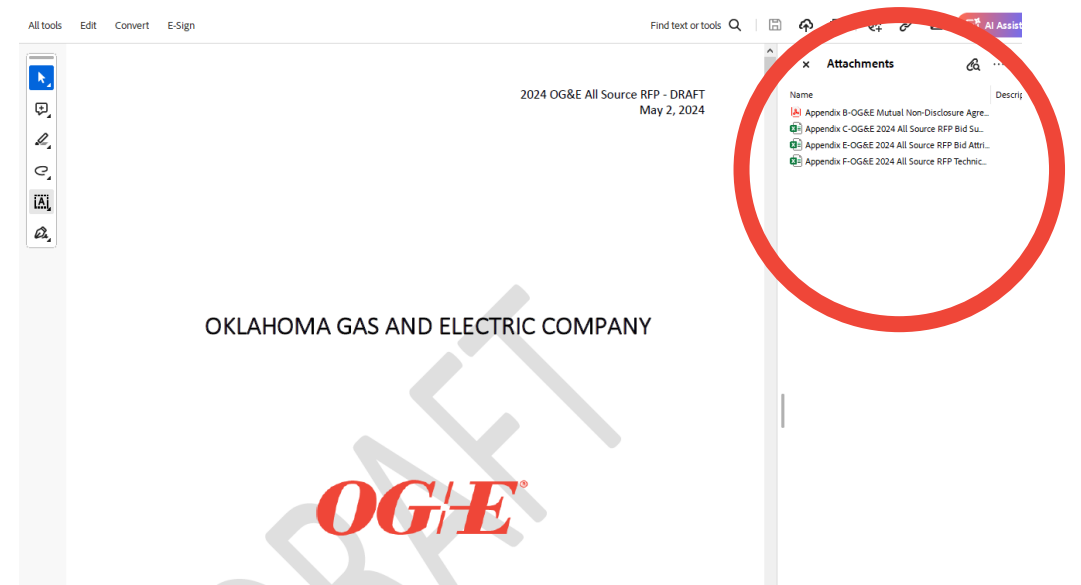 All tools Edit Convert E-Sign Find text or tools AI Assist
Attachments
Name Descrip
2024 OG&E All Source RFP - DRAFT
May 2, 2024
Appendix B-OG&E Mutual Non-Disclosure Agre...
Appendix C-OG&E 2024 All Source RFP Bid Su...
Appendix E-OG&E 2024 All Source RFP Bid Attri...
Appendix F-OG&E 2024 All Source RFP Technic...
OKLAHOMA GAS AND ELECTRIC COMPANY
DRAFT
OG&E®